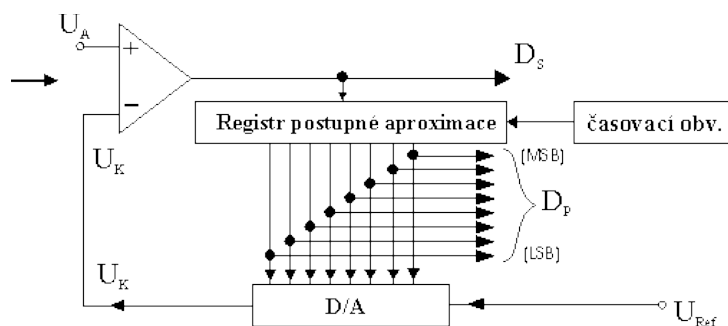 U_A
+
D_S
−
Registr postupné aproximace
časovací obv.
U_K
(MSB)
D_P
(LSB)
U_K
D/A
U_Ref